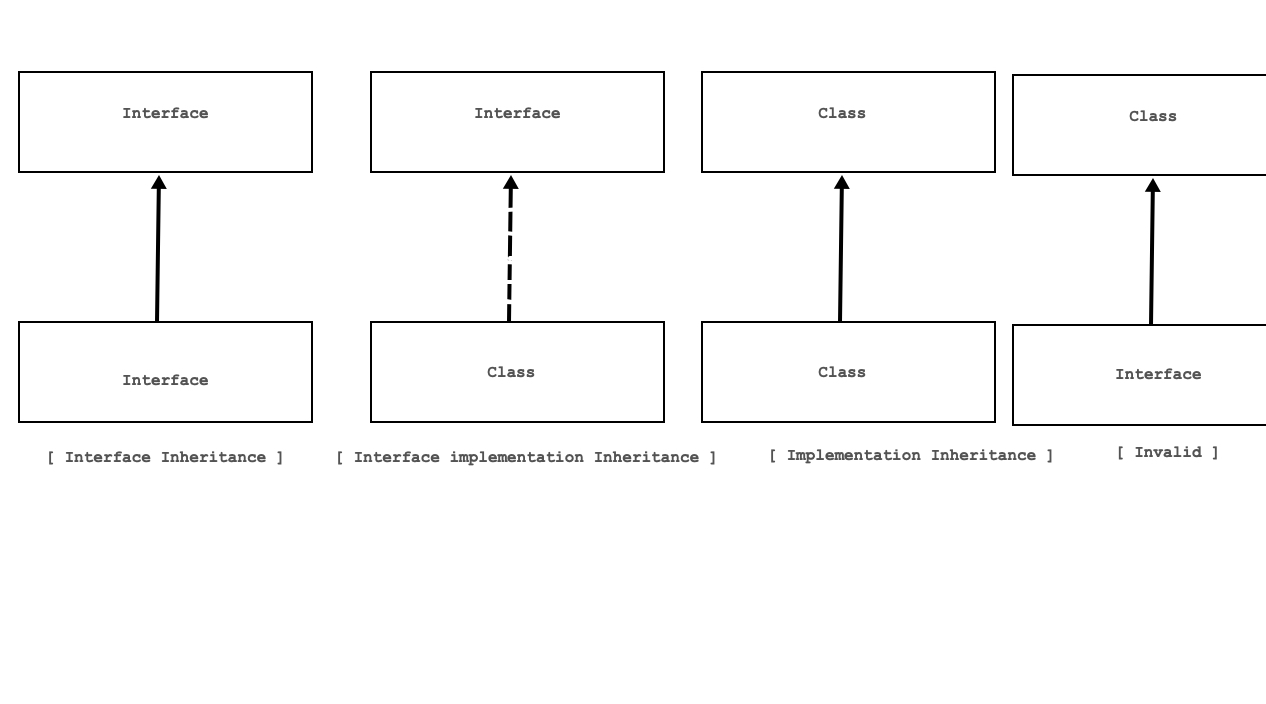 Interface
Interface
Class
Class
Interface
Class
Class
Interface
[ Interface Inheritance ]
[ Interface implementation Inheritance ]
[ Implementation Inheritance ]
[ Invalid ]